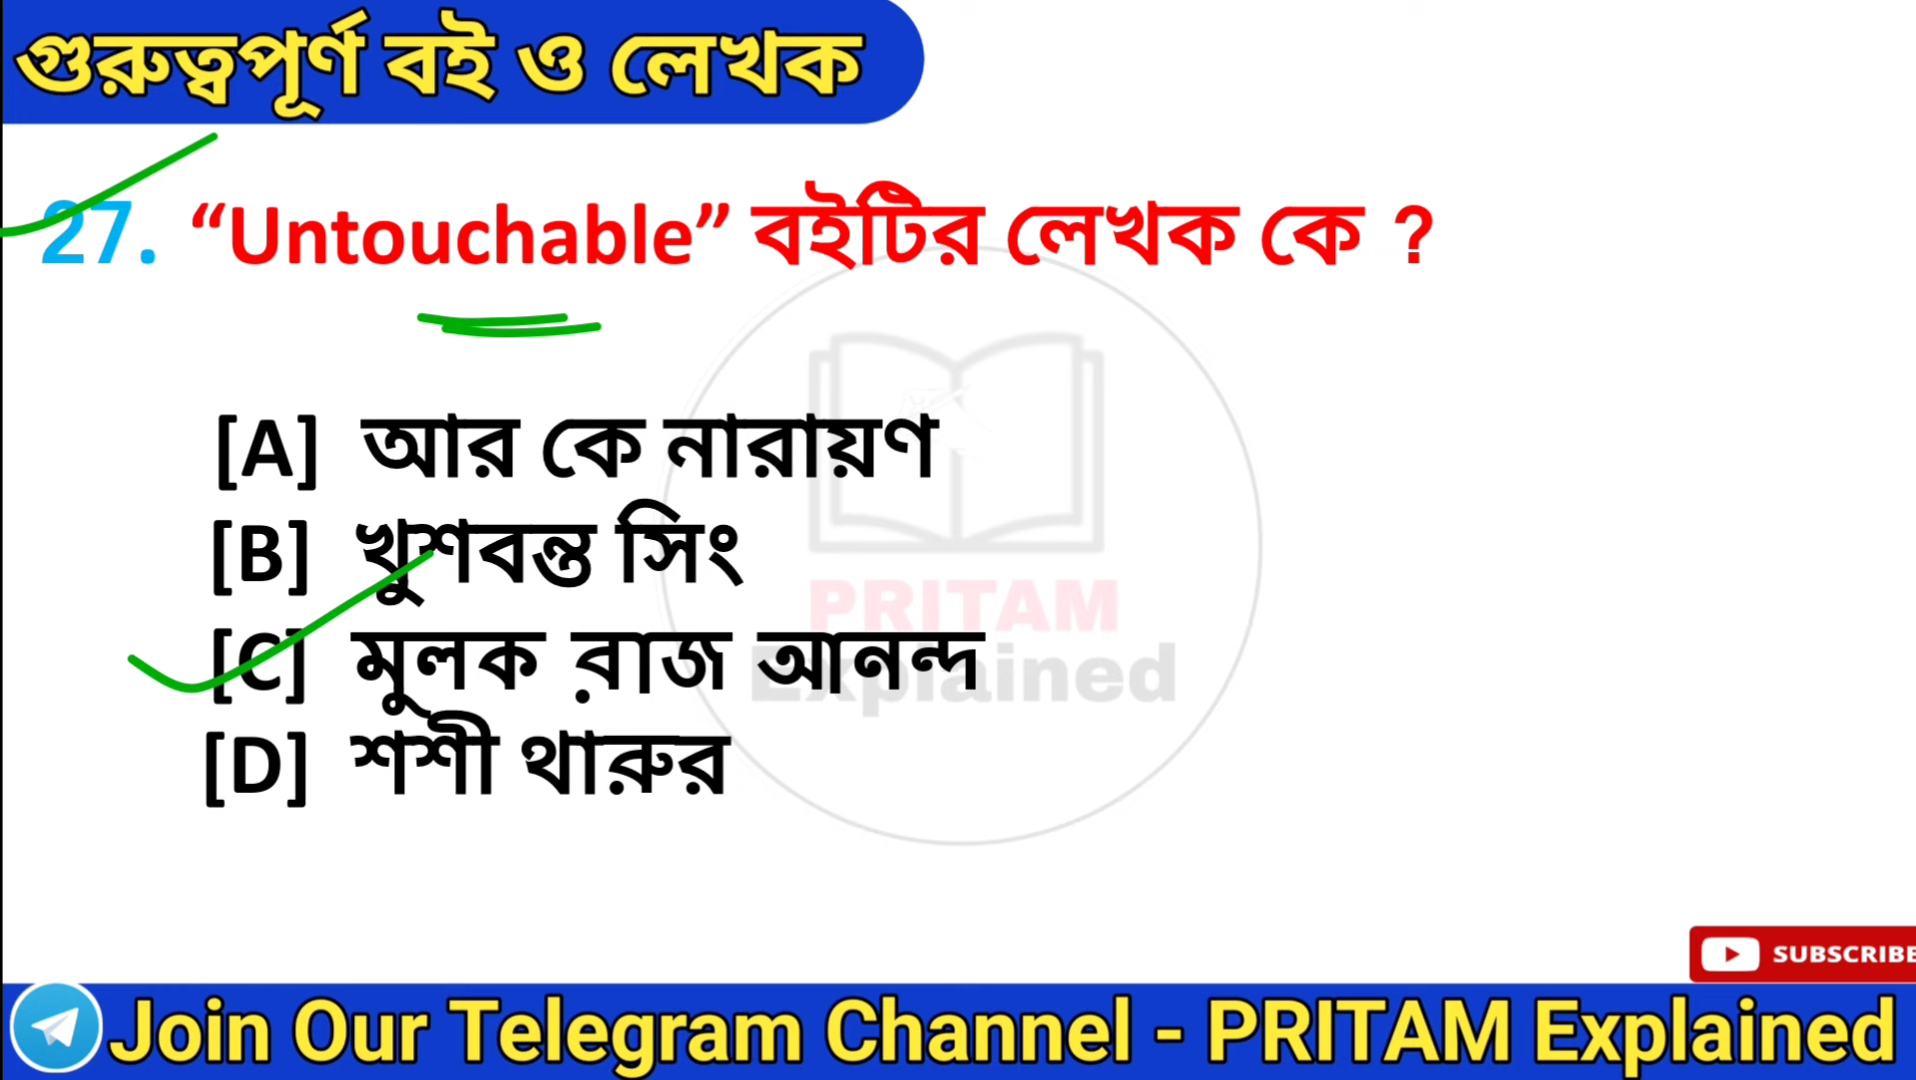 গুরুত্বপূর্ণ বই ও লেখক
27. “Untouchable” বইটির লেখক কে ?
[A] আর কে নারায়ণ
[B] খুশবন্ত সিং
[C] মুলক রাজ আনন্দ
[D] শশী থারুর
PRITAM
Explained
SUBSCRIBE
Join Our Telegram Channel - PRITAM Explained